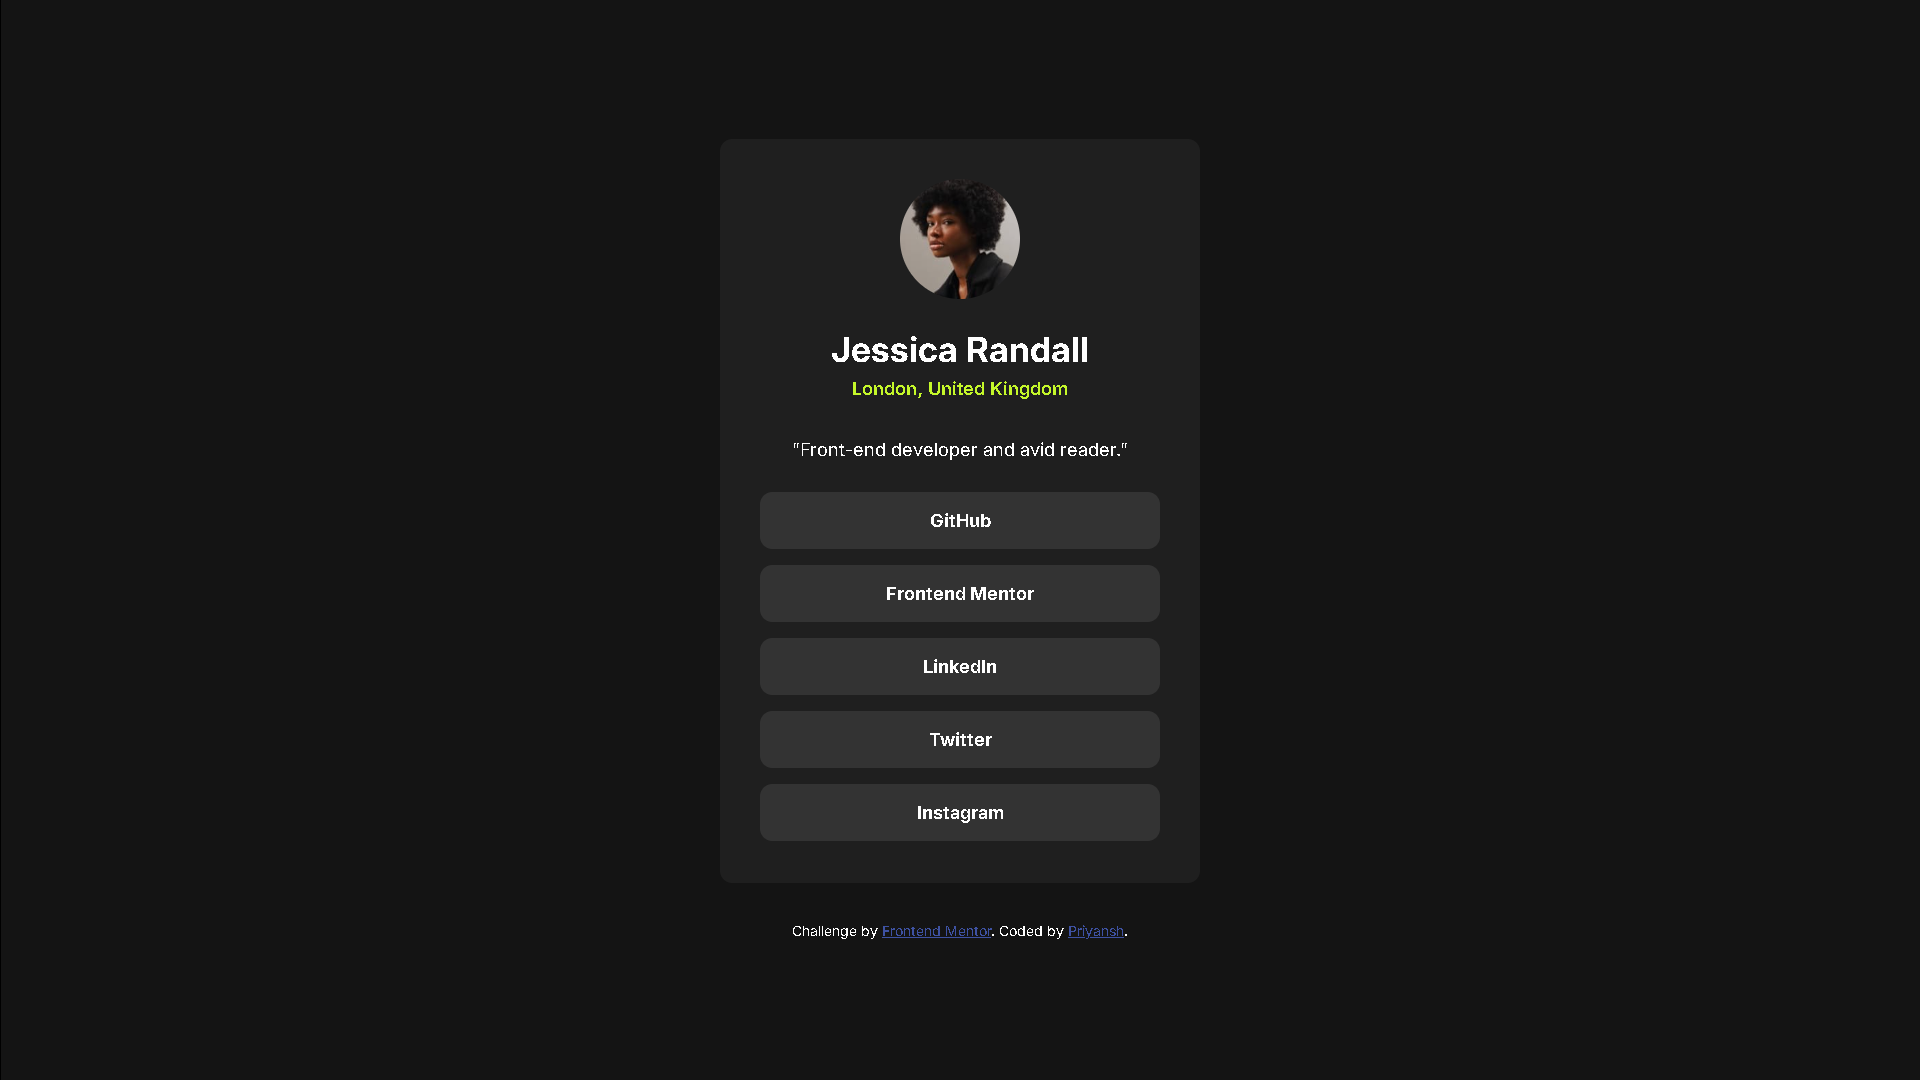 Jessica Randall
London, United Kingdom
“Front-end developer and avid reader.”
GitHub
Frontend Mentor
LinkedIn
Twitter
Instagram
Challenge by Frontend Mentor. Coded by Priyansh.